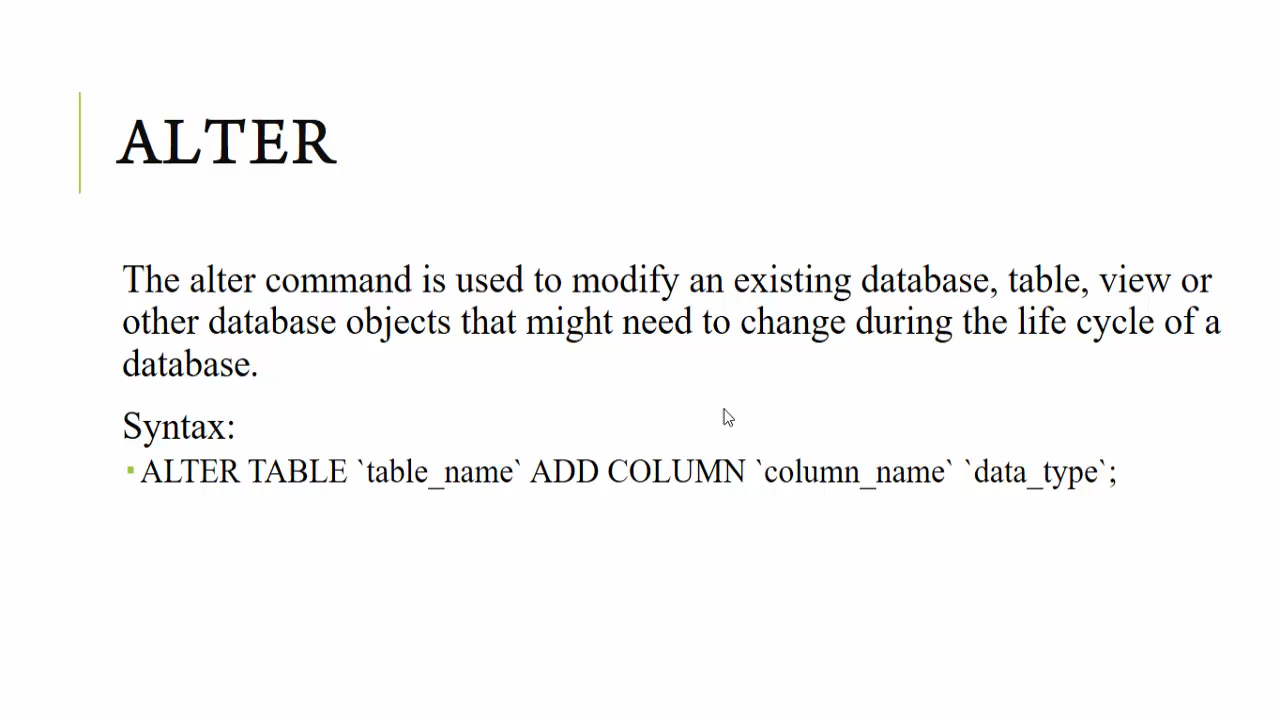 ALTER
The alter command is used to modify an existing database, table, view or
other database objects that might need to change during the life cycle of a
database.
Syntax:
▪ ALTER TABLE `table_name` ADD COLUMN `column_name` `data_type`;